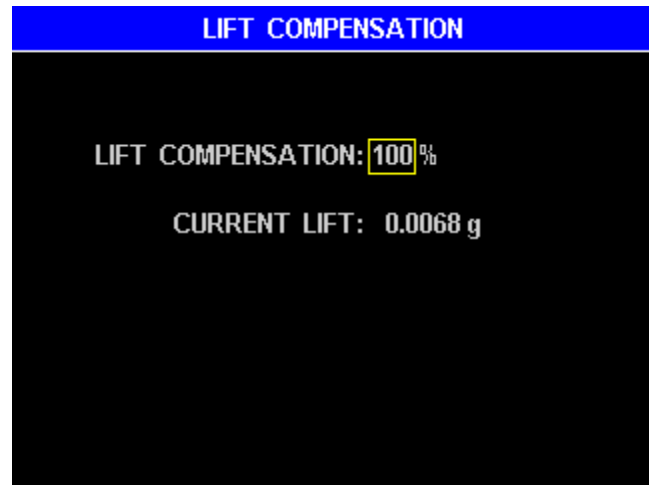 LIFT COMPENSATION
LIFT COMPENSATION: 100 %
CURRENT LIFT: 0.0068 g